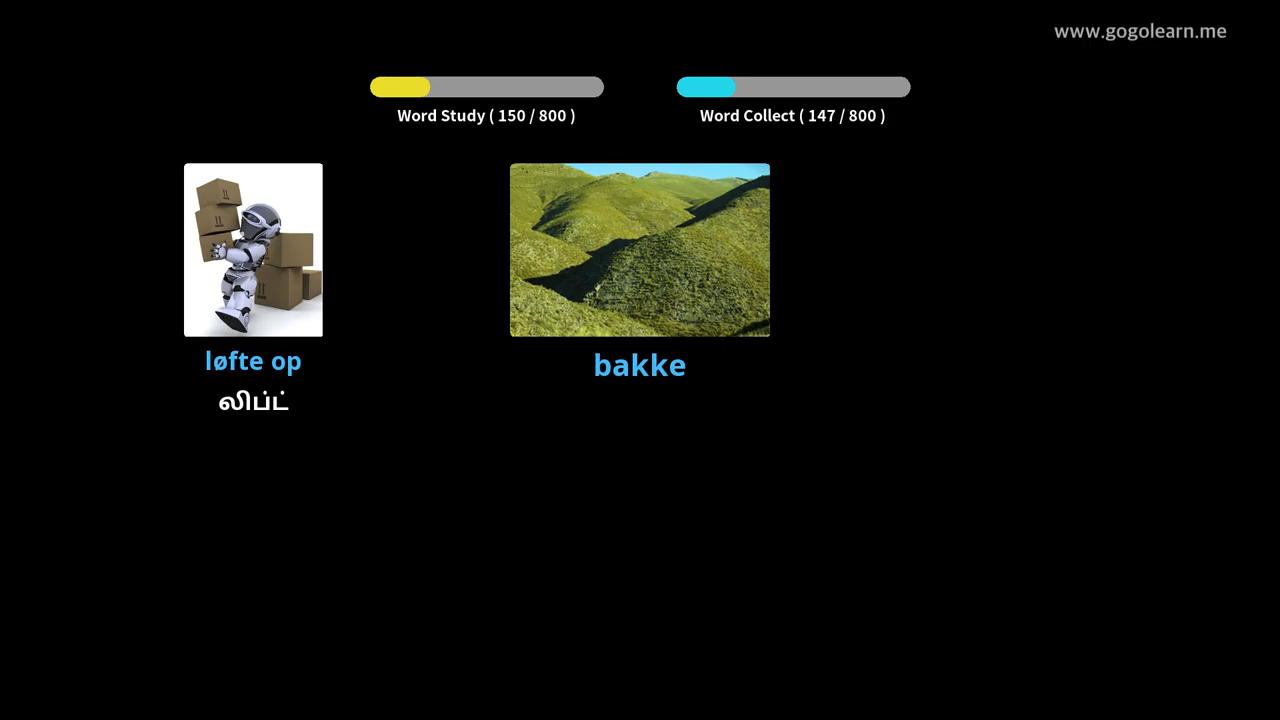 www.gogolearn.me
Word Study ( 150 / 800 )
Word Collect ( 147 / 800 )
løfte op
லிப்ட்
bakke